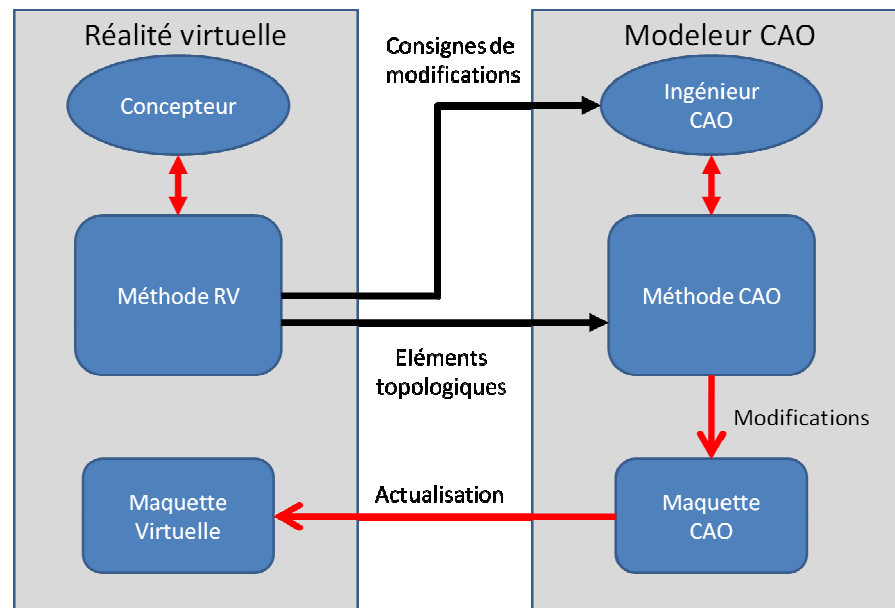 Réalité virtuelle
Consignes de
modifications
Modeleur CAO
Concepteur
Ingénieur
CAO
Méthode RV
Méthode CAO
Eléments
topologiques
Modifications
Maquette
Virtuelle
Actualisation
Maquette
CAO